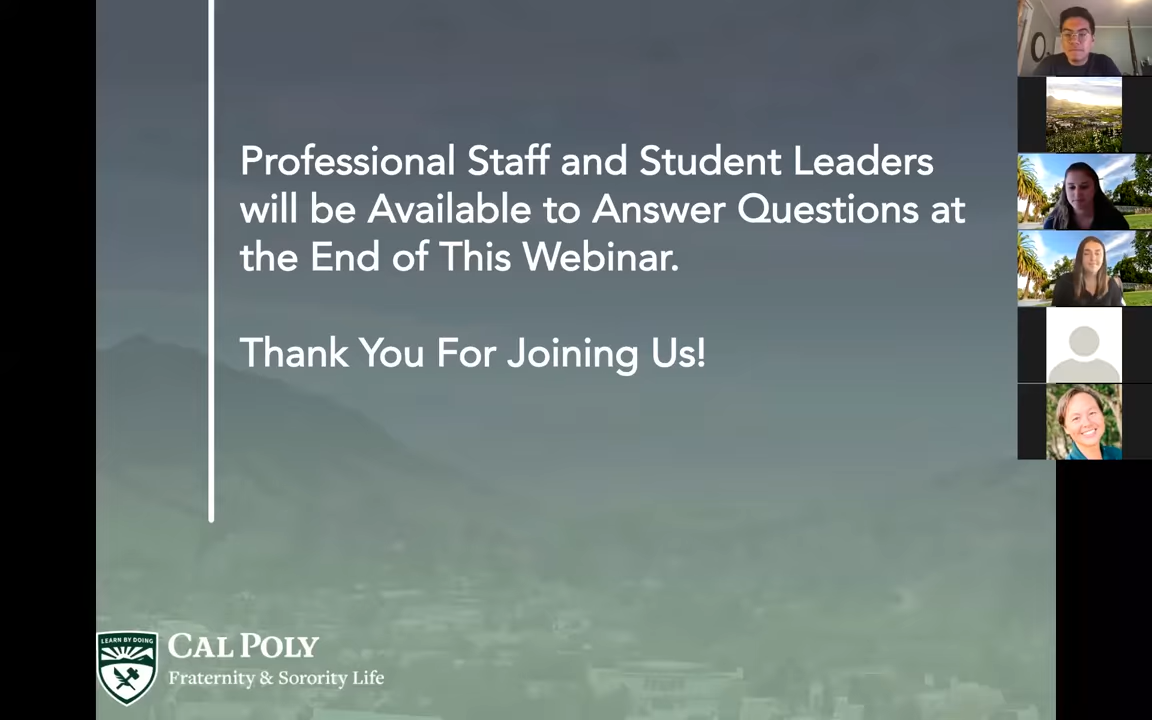 Professional Staff and Student Leaders
will be Available to Answer Questions at
the End of This Webinar.
Thank You For Joining Us!
LEARN BY DOING
CAL POLY
Fraternity & Sorority Life